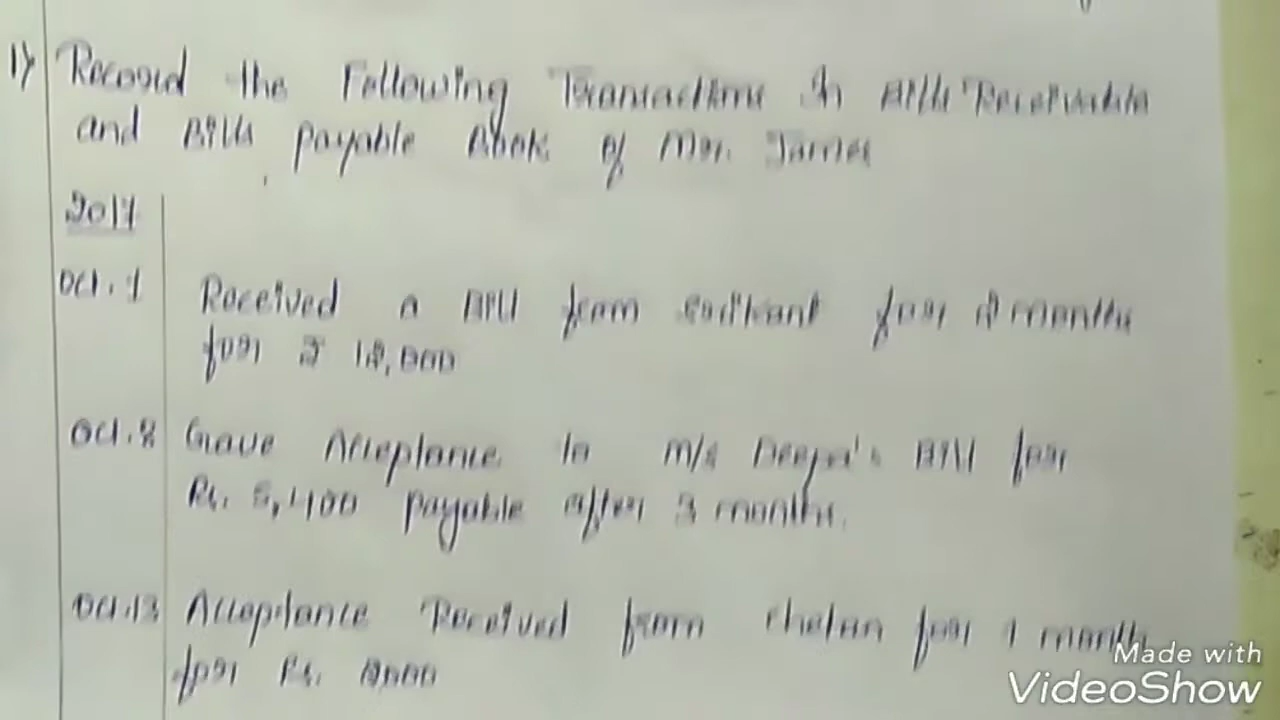 1) Record the Following Transactions In Bills Receivable
and Bills payable Book of Mr. James
2017
Oct. 1 Received a Bill from for months
for ₹
Oct. 8 Gave Acceptance to M/s Deepa's Bill for
Rs. 5,400 payable after 3 months.
Oct.13 Acceptance Received from chetan for 1 month
for Rs.
Made with
VideoShow